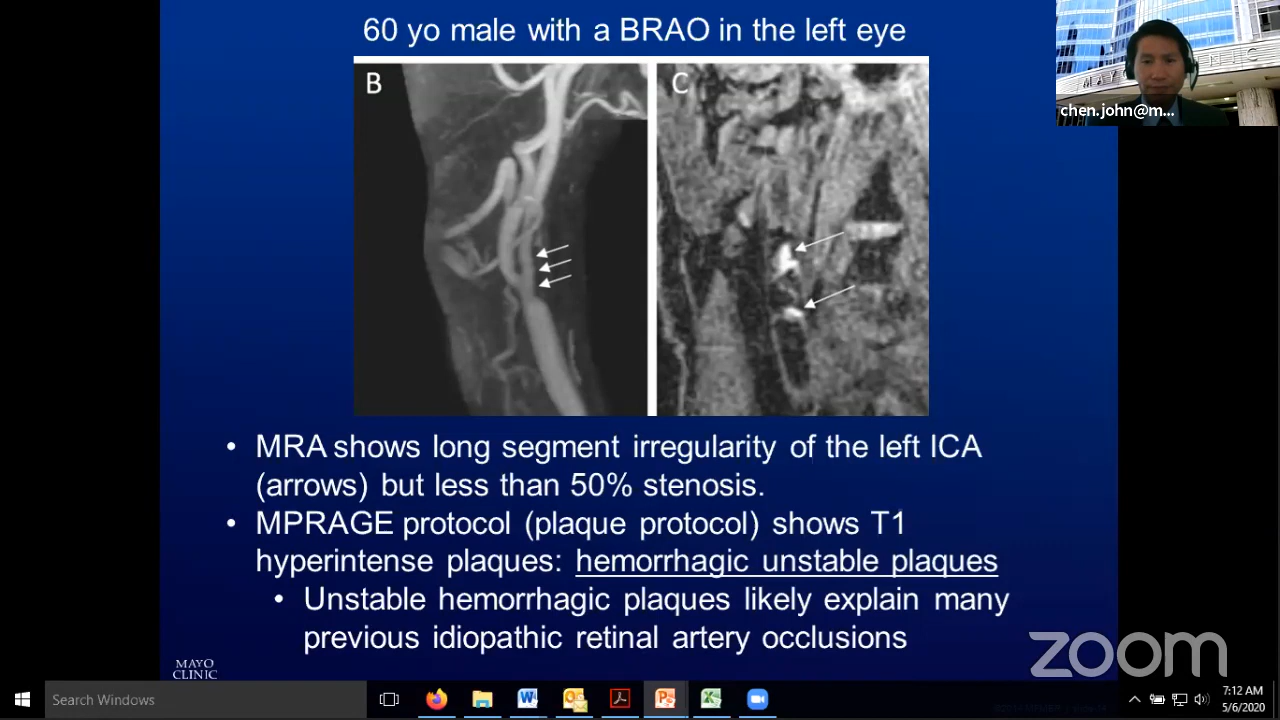 60 yo male with a BRAO in the left eye
B
C
chen.john@m...
• MRA shows long segment irregularity of the left ICA
(arrows) but less than 50% stenosis.
• MPRAGE protocol (plaque protocol) shows T1
hyperintense plaques: hemorrhagic unstable plaques
• Unstable hemorrhagic plaques likely explain many
previous idiopathic retinal artery occlusions
MAYO
CLINIC
zoom
Search Windows
7:12 AM
5/6/2020